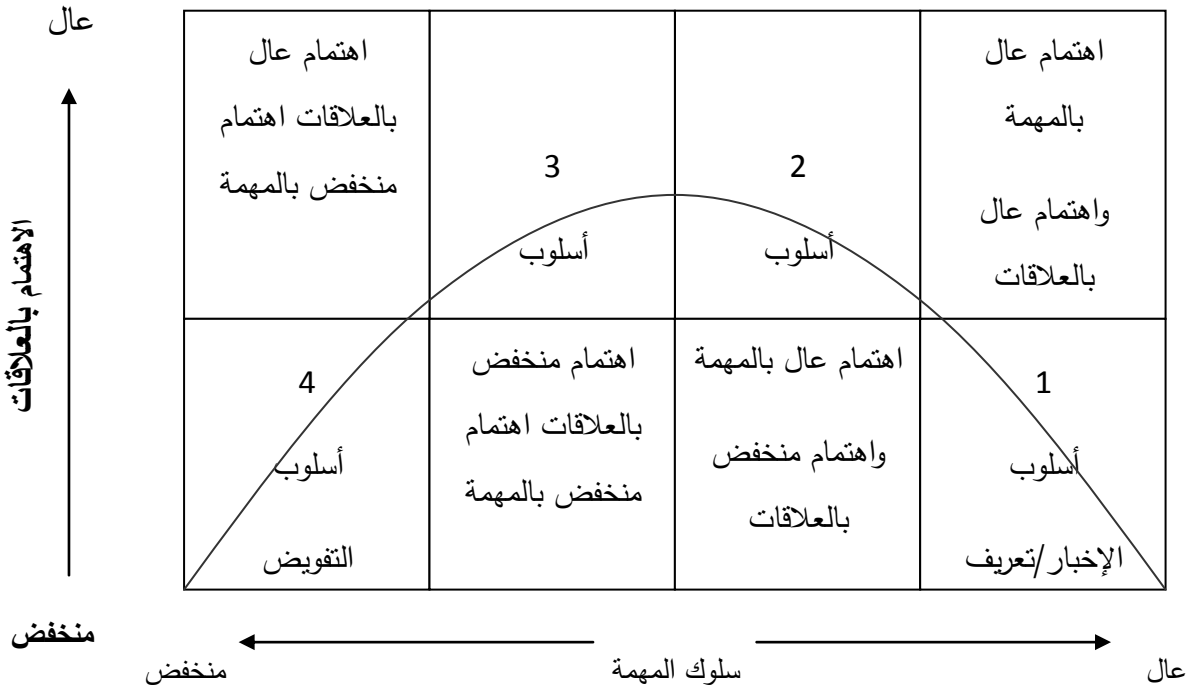 عال
اهتمام عال
بالمهمة
واهتمام عال
بالعلاقات
2
أسلوب
3
أسلوب
اهتمام عال
بالعلاقات اهتمام
منخفض بالمهمة
الاهتمام بالعلاقات
1
أسلوب
الإخبار/تعريف
اهتمام عال بالمهمة
واهتمام منخفض
بالعلاقات
اهتمام منخفض
بالعلاقات اهتمام
منخفض بالمهمة
4
أسلوب
التفويض
منخفض
عال
سلوك المهمة
منخفض